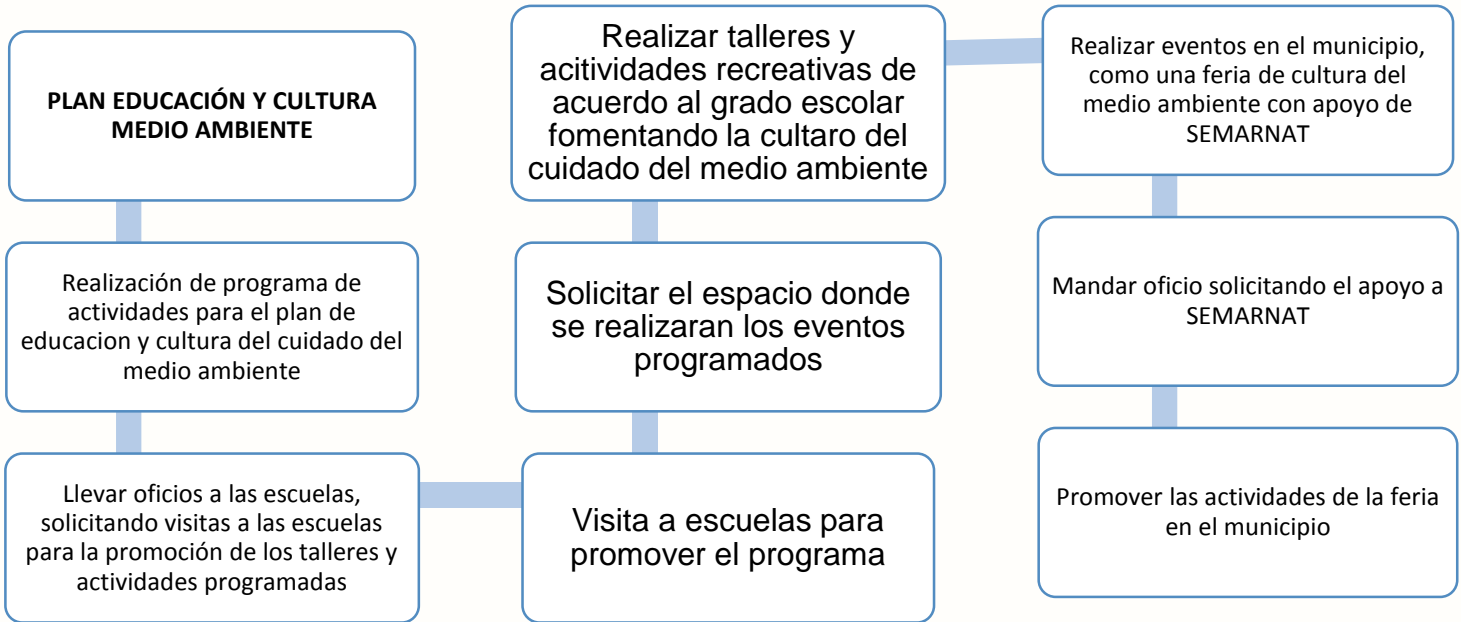 PLAN EDUCACIÓN Y CULTURA
MEDIO AMBIENTE
Realización de programa de
actividades para el plan de
educacion y cultura del cuidado del
medio ambiente
Llevar oficios a las escuelas,
solicitando visitas a las escuelas
para la promoción de los talleres y
actividades programadas
Visita a escuelas para
promover el programa
Solicitar el espacio donde
se realizaran los eventos
programados
Realizar talleres y
acitividades recreativas de
acuerdo al grado escolar
fomentando la cultaro del
cuidado del medio ambiente
Realizar eventos en el municipio,
como una feria de cultura del
medio ambiente con apoyo de
SEMARNAT
Mandar oficio solicitando el apoyo a
SEMARNAT
Promover las actividades de la feria
en el municipio